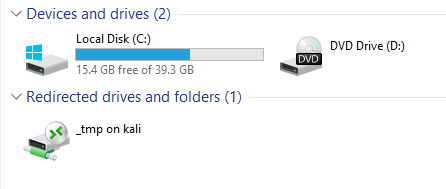 Devices and drives (2)
Local Disk (C:)
15.4 GB free of 39.3 GB
DVD Drive (D:)
DVD
Redirected drives and folders (1)
_tmp on kali